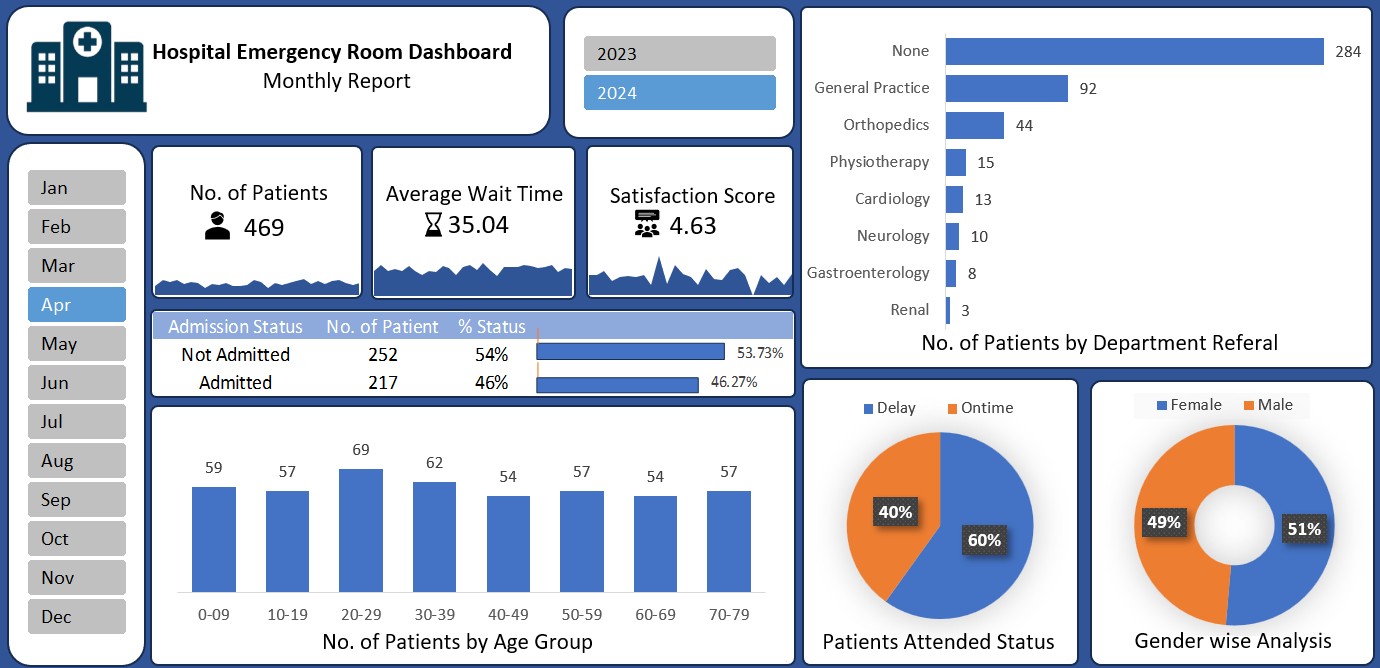 Hospital Emergency Room Dashboard
Monthly Report
2023
2024
Jan
Feb
Mar
Apr
May
Jun
Jul
Aug
Sep
Oct
Nov
Dec
No. of Patients
469
Average Wait Time
35.04
Satisfaction Score
4.63
Admission Status No. of Patient % Status
Not Admitted 252 54% 53.73%
Admitted 217 46% 46.27%
59 57 69 62 54 57 54 57
0-09 10-19 20-29 30-39 40-49 50-59 60-69 70-79
No. of Patients by Age Group
None 284
General Practice 92
Orthopedics 44
Physiotherapy 15
Cardiology 13
Neurology 10
Gastroenterology 8
Renal 3
No. of Patients by Department Referal
Delay Ontime
40%
60%
Patients Attended Status
Female Male
49%
51%
Gender wise Analysis